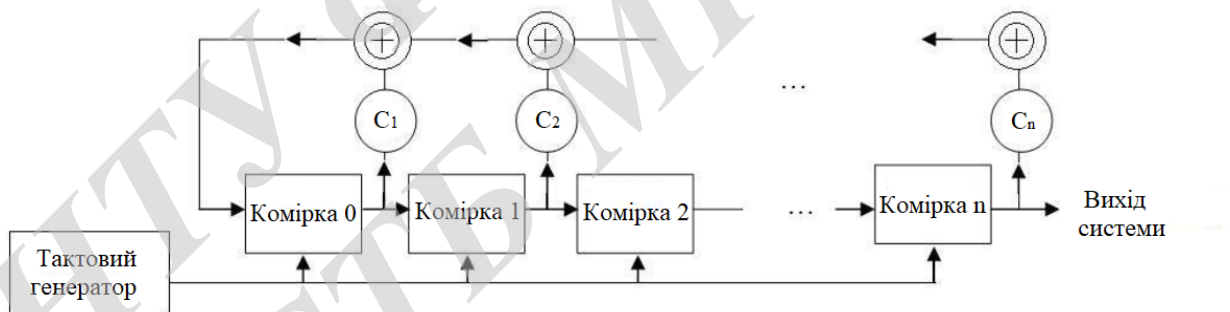 C1
C2
...
Cn
Комірка 0
Комірка 1
Комірка 2
...
Комірка n
Вихід
системи
Тактовий
генератор